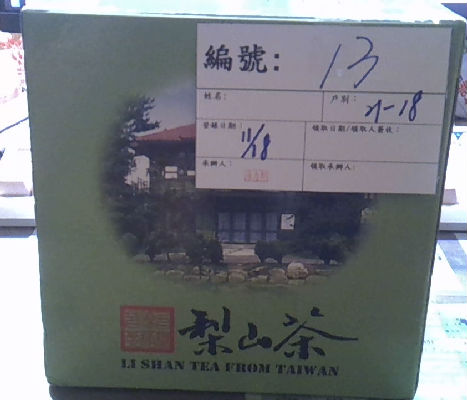 編號: 13
姓名:
戶別: 21-18
登錄日期: 11/18
領取日期/領取人簽收:
承辦人:
領取承辦人:
梨山茶
LI SHAN TEA FROM TAIWAN